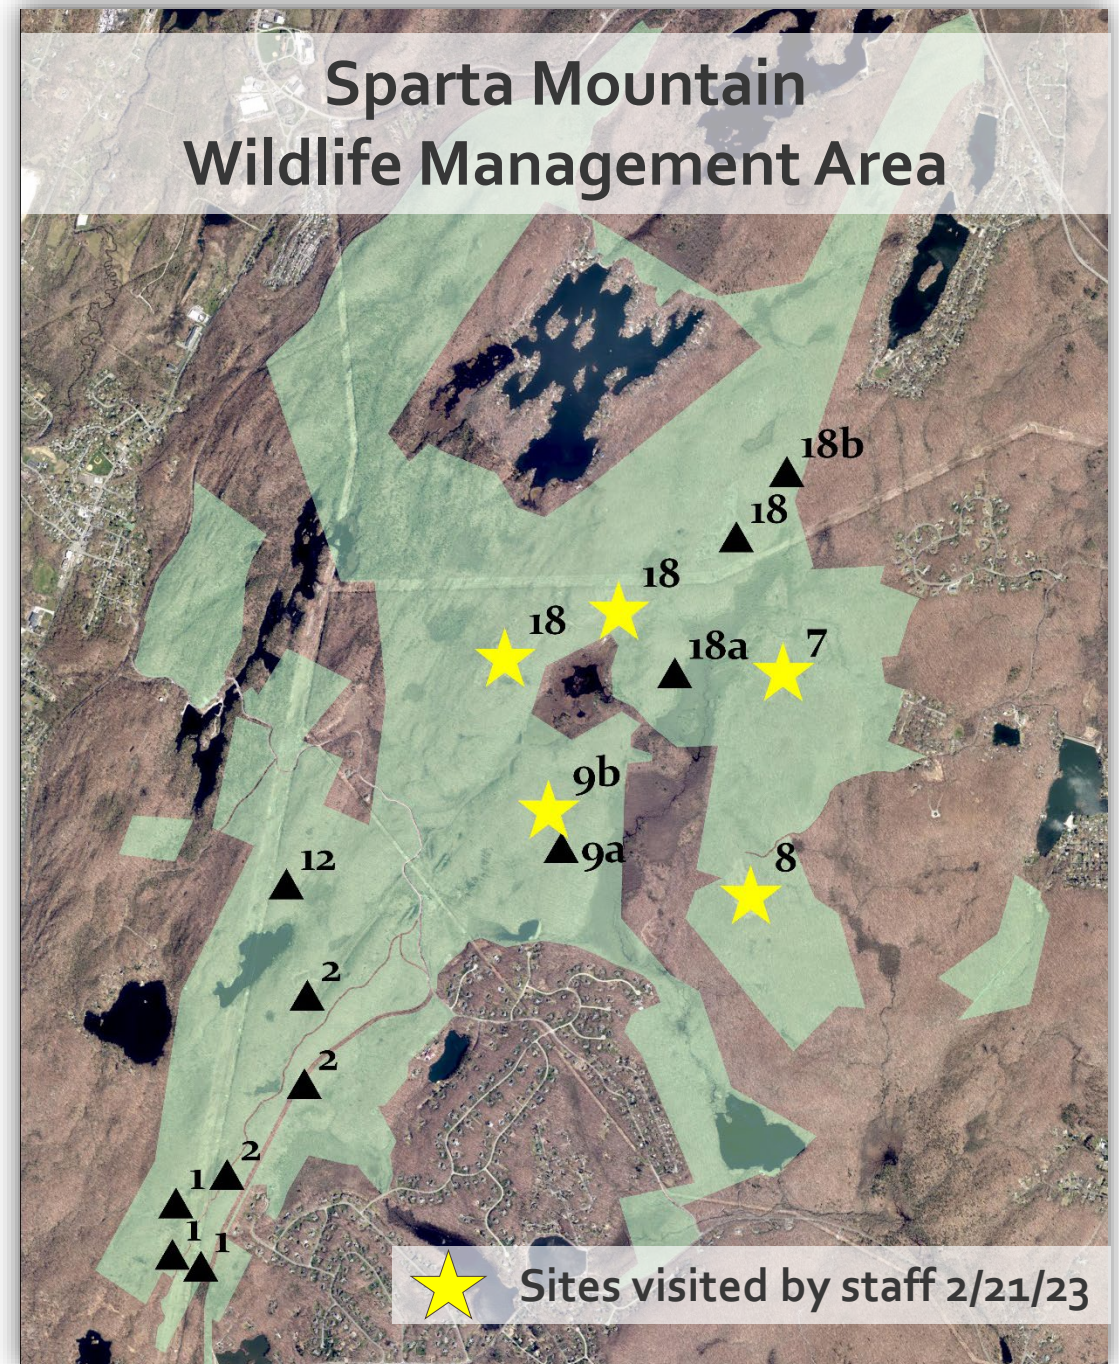 Sparta Mountain
Wildlife Management Area
18b
18
18
18
18a
7
9b
9a
8
12
2
2
2
1
1
1
Sites visited by staff 2/21/23